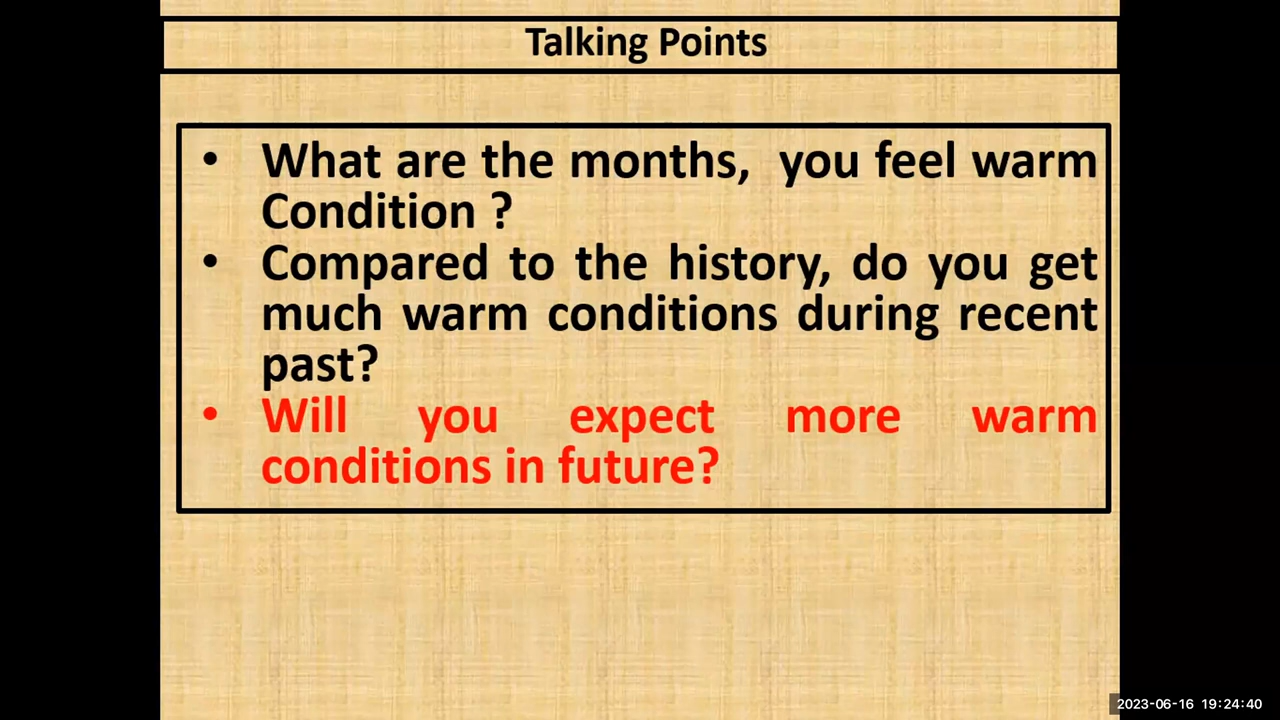 Talking Points
• What are the months, you feel warm
Condition ?
• Compared to the history, do you get
much warm conditions during recent
past?
• Will you expect more warm
conditions in future?
2023-06-16 19:24:40